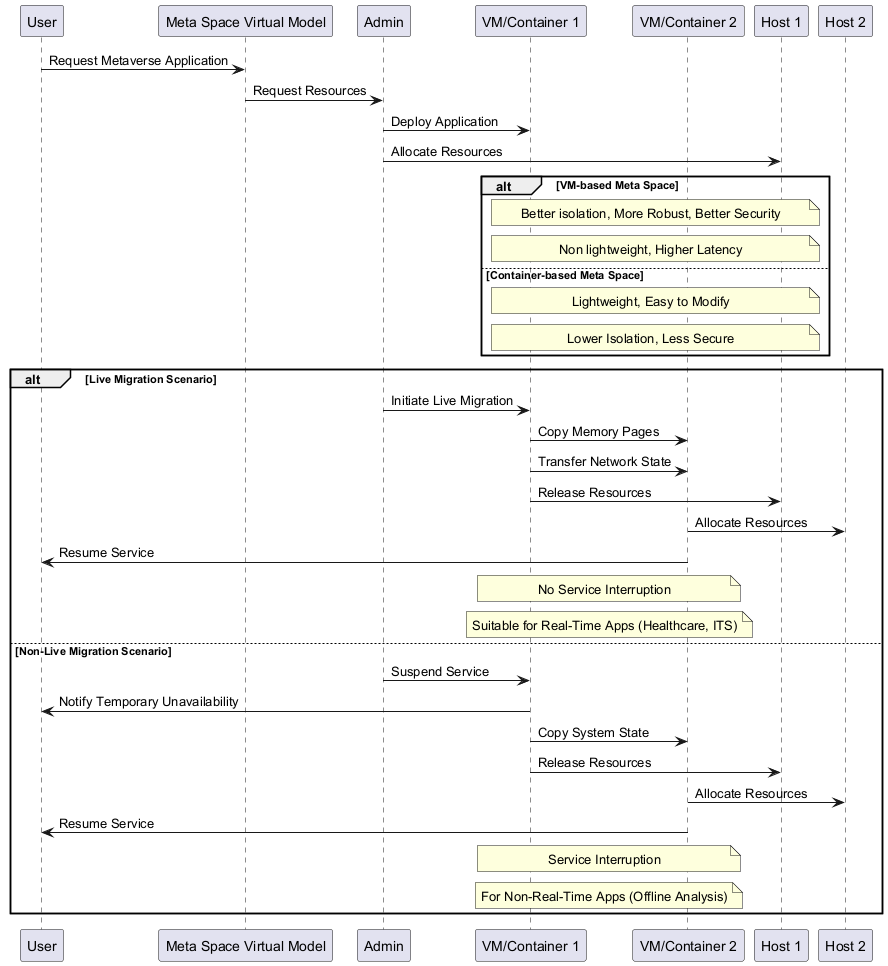 User
Meta Space Virtual Model
Admin
VM/Container 1
VM/Container 2
Host 1
Host 2
Request Metaverse Application
Request Resources
Deploy Application
Allocate Resources
alt
[VM-based Meta Space]
Better isolation, More Robust, Better Security
Non lightweight, Higher Latency
[Container-based Meta Space]
Lightweight, Easy to Modify
Lower Isolation, Less Secure
alt
[Live Migration Scenario]
Initiate Live Migration
Copy Memory Pages
Transfer Network State
Release Resources
Allocate Resources
Resume Service
No Service Interruption
Suitable for Real-Time Apps (Healthcare, ITS)
[Non-Live Migration Scenario]
Suspend Service
Notify Temporary Unavailability
Copy System State
Release Resources
Allocate Resources
Resume Service
Service Interruption
For Non-Real-Time Apps (Offline Analysis)
User
Meta Space Virtual Model
Admin
VM/Container 1
VM/Container 2
Host 1
Host 2